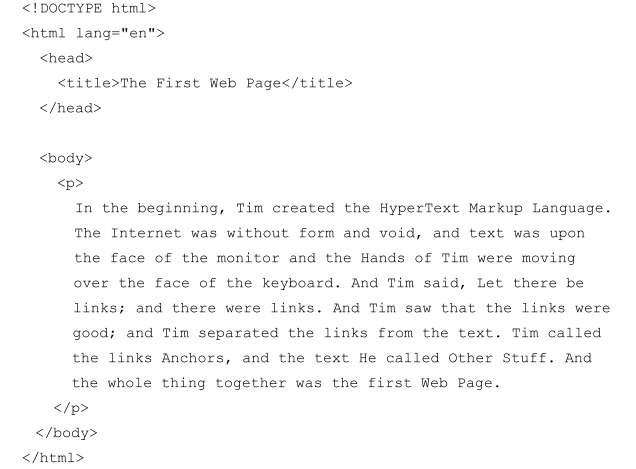 <!DOCTYPE html>
<html lang="en">
<head>
<title>The First Web Page</title>
</head>
<body>
<p>
In the beginning, Tim created the HyperText Markup Language.
The Internet was without form and void, and text was upon
the face of the monitor and the Hands of Tim were moving
over the face of the keyboard. And Tim said, Let there be
links; and there were links. And Tim saw that the links were
good; and Tim separated the links from the text. Tim called
the links Anchors, and the text He called Other Stuff. And
the whole thing together was the first Web Page.
</p>
</body>
</html>